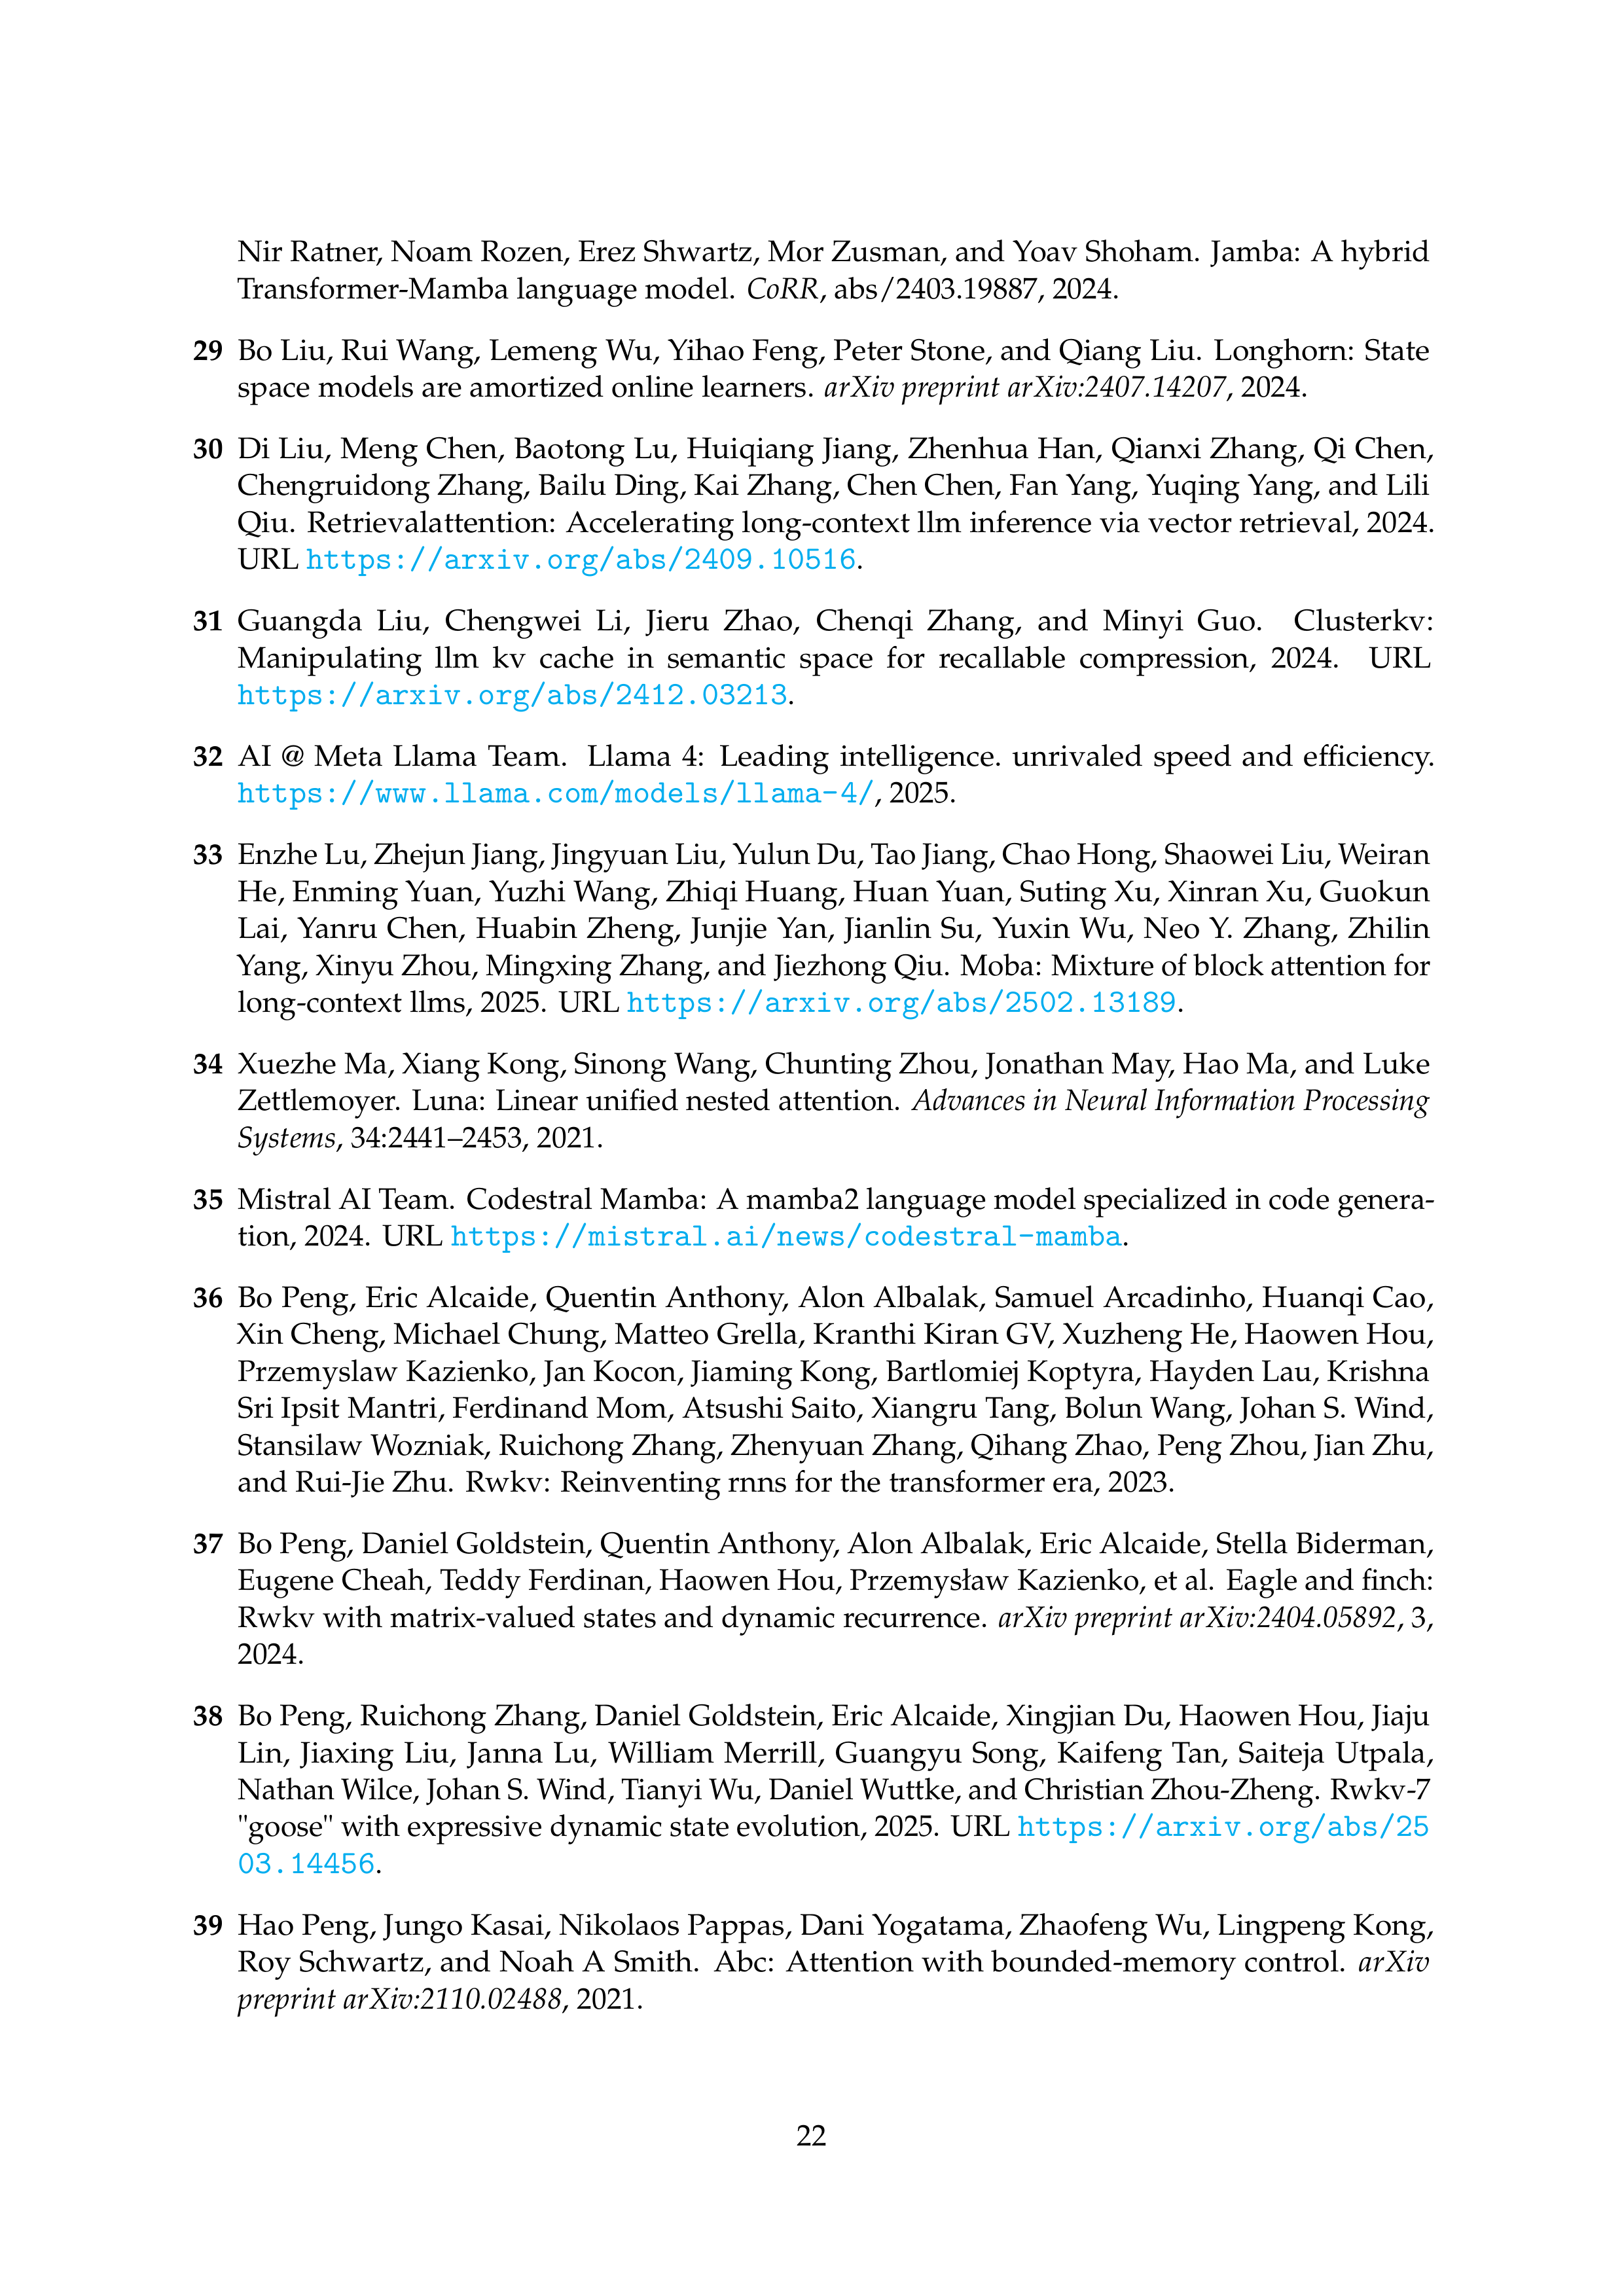 Nir Ratner, Noam Rozen, Erez Shwartz, Mor Zusman, and Yoav Shoham. Jamba: A hybrid
Transformer-Mamba language model. CoRR, abs/2403.19887, 2024.
29 Bo Liu, Rui Wang, Lemeng Wu, Yihao Feng, Peter Stone, and Qiang Liu. Longhorn: State
space models are amortized online learners. arXiv preprint arXiv:2407.14207, 2024.
30 Di Liu, Meng Chen, Baotong Lu, Huiqiang Jiang, Zhenhua Han, Qianxi Zhang, Qi Chen,
Chengruidong Zhang, Bailu Ding, Kai Zhang, Chen Chen, Fan Yang, Yuqing Yang, and Lili
Qiu. Retrievalattention: Accelerating long-context llm inference via vector retrieval, 2024.
URL https://arxiv.org/abs/2409.10516.
31 Guangda Liu, Chengwei Li, Jieru Zhao, Chenqi Zhang, and Minyi Guo. Clusterkv:
Manipulating llm kv cache in semantic space for recallable compression, 2024. URL
https://arxiv.org/abs/2412.03213.
32 AI @ Meta Llama Team. Llama 4: Leading intelligence. unrivaled speed and efficiency.
https://www.llama.com/models/llama-4/, 2025.
33 Enzhe Lu, Zhejun Jiang, Jingyuan Liu, Yulun Du, Tao Jiang, Chao Hong, Shaowei Liu, Weiran
He, Enming Yuan, Yuzhi Wang, Zhiqi Huang, Huan Yuan, Suting Xu, Xinran Xu, Guokun
Lai, Yanru Chen, Huabin Zheng, Junjie Yan, Jianlin Su, Yuxin Wu, Neo Y. Zhang, Zhilin
Yang, Xinyu Zhou, Mingxing Zhang, and Jiezhong Qiu. Moba: Mixture of block attention for
long-context llms, 2025. URL https://arxiv.org/abs/2502.13189.
34 Xuezhe Ma, Xiang Kong, Sinong Wang, Chunting Zhou, Jonathan May, Hao Ma, and Luke
Zettlemoyer. Luna: Linear unified nested attention. Advances in Neural Information Processing
Systems, 34:2441–2453, 2021.
35 Mistral AI Team. Codestral Mamba: A mamba2 language model specialized in code genera-
tion, 2024. URL https://mistral.ai/news/codestral-mamba.
36 Bo Peng, Eric Alcaide, Quentin Anthony, Alon Albalak, Samuel Arcadinho, Huanqi Cao,
Xin Cheng, Michael Chung, Matteo Grella, Kranthi Kiran GV, Xuzheng He, Haowen Hou,
Przemyslaw Kazienko, Jan Kocon, Jiaming Kong, Bartlomiej Koptyra, Hayden Lau, Krishna
Sri Ipsit Mantri, Ferdinand Mom, Atsushi Saito, Xiangru Tang, Bolun Wang, Johan S. Wind,
Stansilaw Wozniak, Ruichong Zhang, Zhenyuan Zhang, Qihang Zhao, Peng Zhou, Jian Zhu,
and Rui-Jie Zhu. Rwkv: Reinventing rnns for the transformer era, 2023.
37 Bo Peng, Daniel Goldstein, Quentin Anthony, Alon Albalak, Eric Alcaide, Stella Biderman,
Eugene Cheah, Teddy Ferdinan, Haowen Hou, Przemysław Kazienko, et al. Eagle and finch:
Rwkv with matrix-valued states and dynamic recurrence. arXiv preprint arXiv:2404.05892, 3,
2024.
38 Bo Peng, Ruichong Zhang, Daniel Goldstein, Eric Alcaide, Xingjian Du, Haowen Hou, Jiaju
Lin, Jiaxing Liu, Janna Lu, William Merrill, Guangyu Song, Kaifeng Tan, Saiteja Utpala,
Nathan Wilce, Johan S. Wind, Tianyi Wu, Daniel Wuttke, and Christian Zhou-Zheng. Rwkv-7
"goose" with expressive dynamic state evolution, 2025. URL https://arxiv.org/abs/25
03.14456.
39 Hao Peng, Jungo Kasai, Nikolaos Pappas, Dani Yogatama, Zhaofeng Wu, Lingpeng Kong,
Roy Schwartz, and Noah A Smith. Abc: Attention with bounded-memory control. arXiv
preprint arXiv:2110.02488, 2021.
22